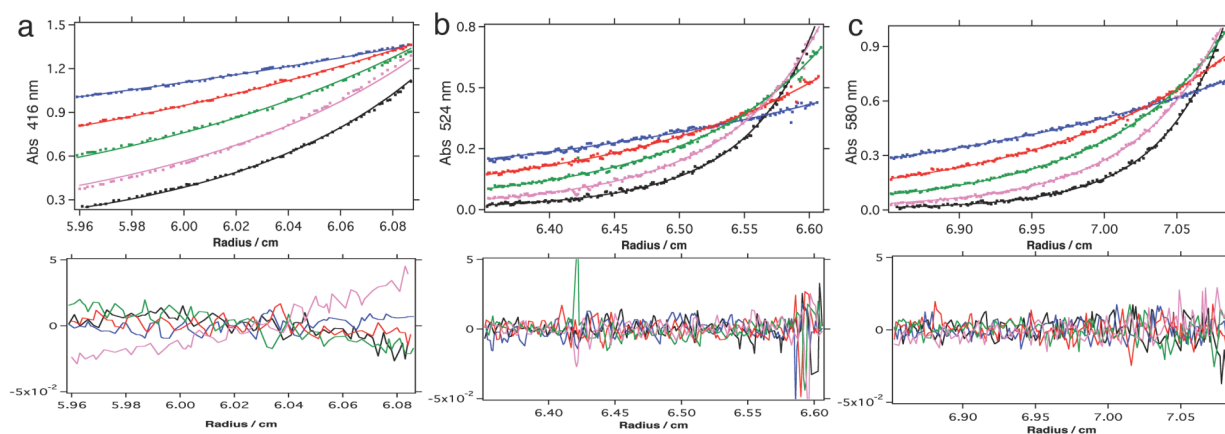 a
Abs 416 nm
1.5
1.2
0.9
0.6
0.3
5.96 5.98 6.00 6.02 6.04 6.06 6.08
Radius / cm
b
Abs 524 nm
0.8
0.5
0.2
0.0
6.40 6.45 6.50 6.55 6.60
Radius / cm
c
Abs 580 nm
0.9
0.6
0.3
0.0
6.90 6.95 7.00 7.05
Radius / cm
5
0
-5x10-2
5.96 5.98 6.00 6.02 6.04 6.06 6.08
Radius / cm
5
0
-5x10-2
6.40 6.45 6.50 6.55 6.60
Radius / cm
5
0
-5x10-2
6.90 6.95 7.00 7.05
Radius / cm